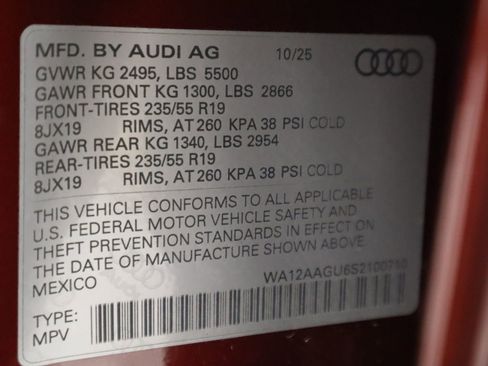 MFD. BY AUDI AG 10/25
GVWR KG 2495, LBS 5500
GAWR FRONT KG 1300, LBS 2866
FRONT-TIRES 235/55 R19
8JX19 RIMS, AT 260 KPA 38 PSI COLD
GAWR REAR KG 1340, LBS 2954
REAR-TIRES 235/55 R19
8JX19 RIMS, AT 260 KPA 38 PSI COLD
THIS VEHICLE CONFORMS TO ALL APPLICABLE
U.S. FEDERAL MOTOR VEHICLE SAFETY AND
THEFT PREVENTION STANDARDS IN EFFECT ON
THE DATE OF MANUFACTURE SHOWN ABOVE.
MEXICO
WA12AAGU6S2100710
TYPE:
MPV